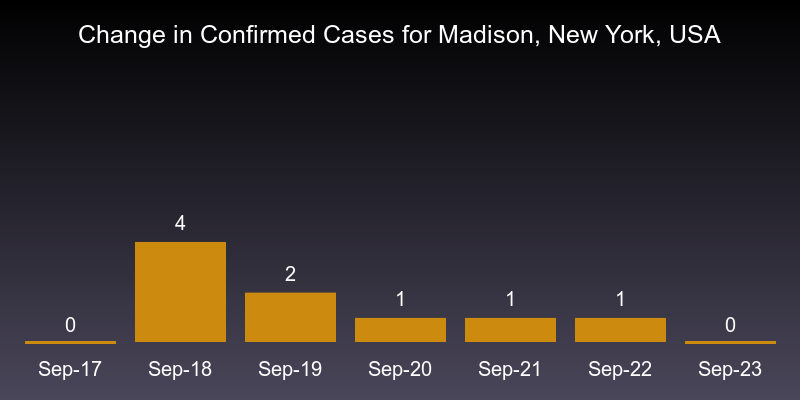 Change in Confirmed Cases for Madison, New York, USA
0
4
2
1
1
1
0
Sep-17
Sep-18
Sep-19
Sep-20
Sep-21
Sep-22
Sep-23